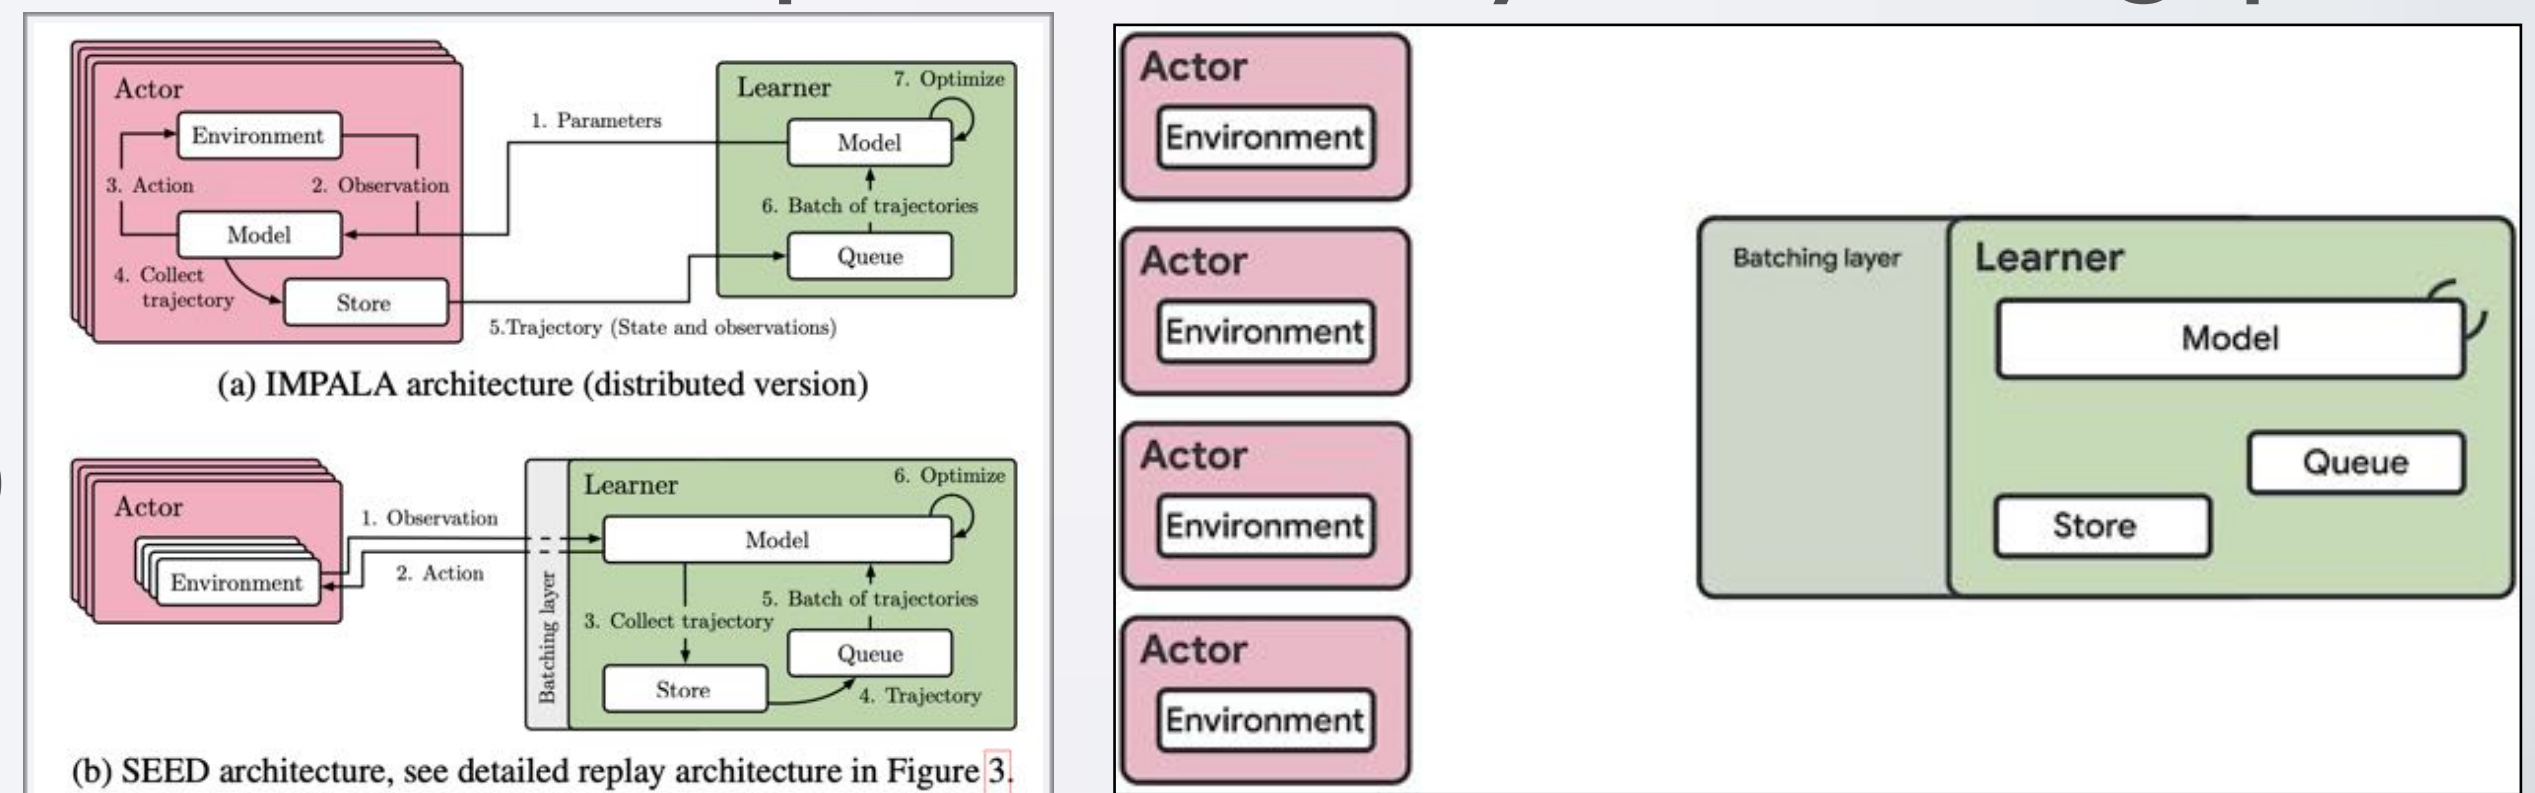 Actor
Environment
3. Action
2. Observation
Model
4. Collect
trajectory
Store
1. Parameters
5.Trajectory (State and observations)
Learner
7. Optimize
Model
6. Batch of trajectories
Queue
(a) IMPALA architecture (distributed version)
Actor
Environment
1. Observation
2. Action
Batching layer
Learner
6. Optimize
Model
5. Batch of trajectories
3. Collect trajectory
Queue
Store
4. Trajectory
(b) SEED architecture, see detailed replay architecture in Figure 3.
Actor
Environment
Actor
Environment
Actor
Environment
Actor
Environment
Batching layer
Learner
Model
Queue
Store